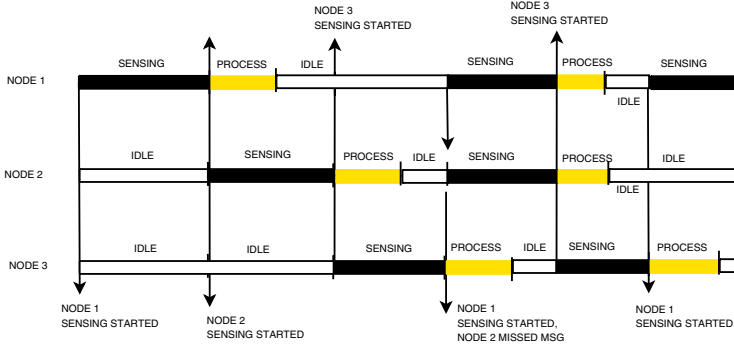 NODE 3
SENSING STARTED
NODE 3
SENSING STARTED
SENSING
PROCESS
IDLE
SENSING
PROCESS
SENSING
NODE 1
IDLE
IDLE
SENSING
PROCESS
IDLE
SENSING
PROCESS
IDLE
NODE 2
IDLE
IDLE
IDLE
SENSING
PROCESS
IDLE
SENSING
PROCESS
NODE 3
NODE 1
SENSING STARTED
NODE 2
SENSING STARTED
NODE 1
SENSING STARTED,
NODE 2 MISSED MSG
NODE 1
SENSING STARTED